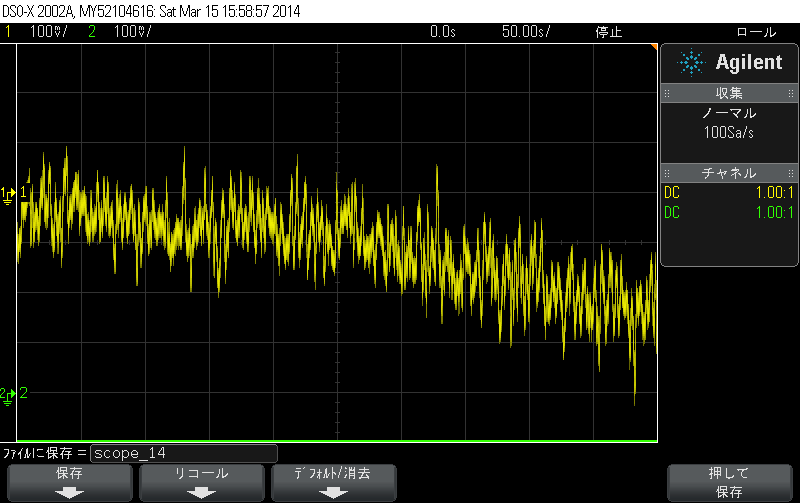 DSO-X 2002A, MY52104616: Sat Mar 15 15:58:57 2014
1 100㎷/ 2 100㎷/ 0.0s 50.00s/ 停止 ロール
Agilent
収集
ノーマル
100Sa/s
チャネル
DC 1.00:1
DC 1.00:1
1 1
2 2
ファイルに保存 = scope_14
保存 リコール デフォルト/消去 押して
保存